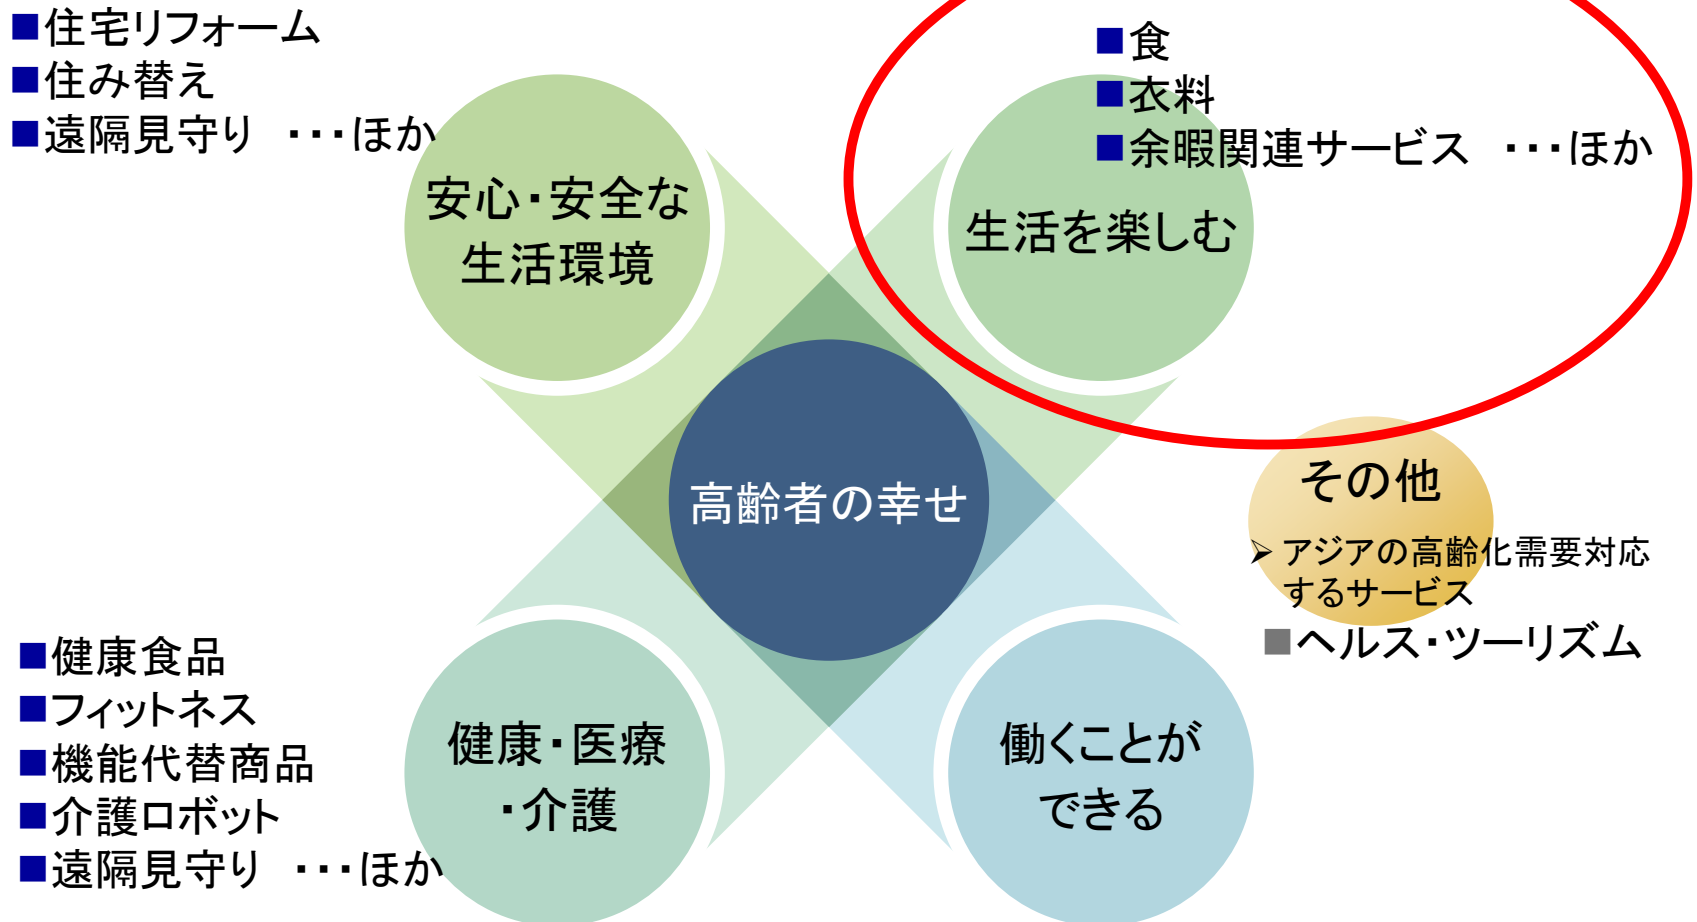 ■住宅リフォーム
■住み替え
■遠隔見守り　・・・ほか
安心・安全な
生活環境
■食
■衣料
■余暇関連サービス　・・・ほか
生活を楽しむ
高齢者の幸せ
その他
➢アジアの高齢化需要対応
するサービス
■ヘルス・ツーリズム
■健康食品
■フィットネス
■機能代替商品
■介護ロボット
■遠隔見守り　・・・ほか
健康・医療
・介護
働くことが
できる